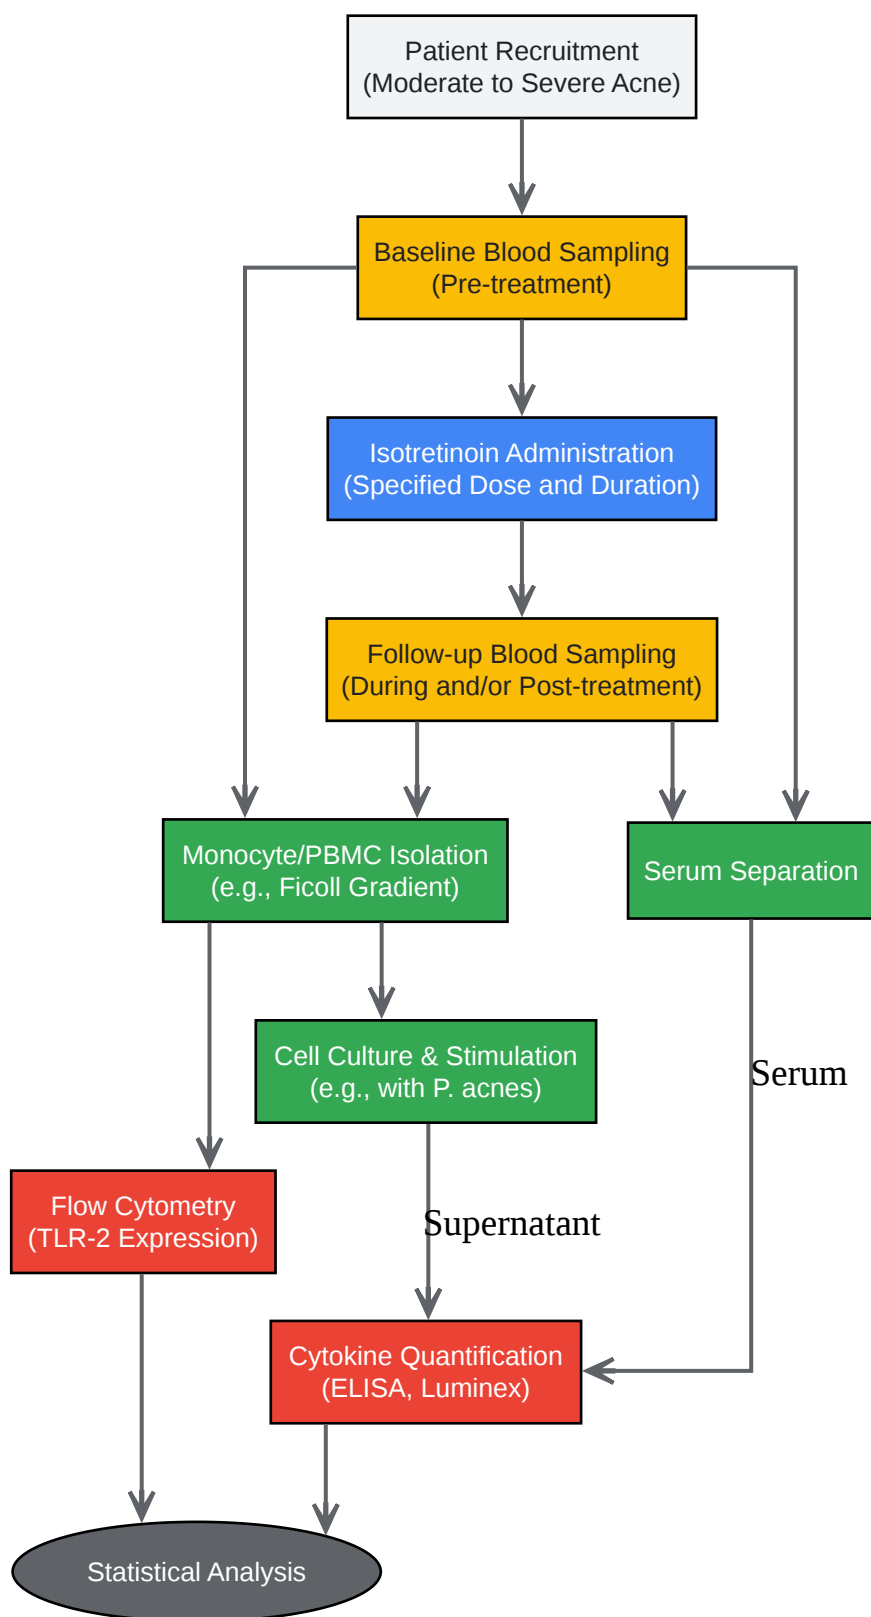 Patient Recruitment
(Moderate to Severe Acne)
Baseline Blood Sampling
(Pre-treatment)
Isotretinoin Administration
(Specified Dose and Duration)
Follow-up Blood Sampling
(During and/or Post-treatment)
Monocyte/PBMC Isolation
(e.g., Ficoll Gradient)
Serum Separation
Cell Culture & Stimulation
(e.g., with P. acnes)
Serum
Flow Cytometry
(TLR-2 Expression)
Supernatant
Cytokine Quantification
(ELISA, Luminex)
Statistical Analysis